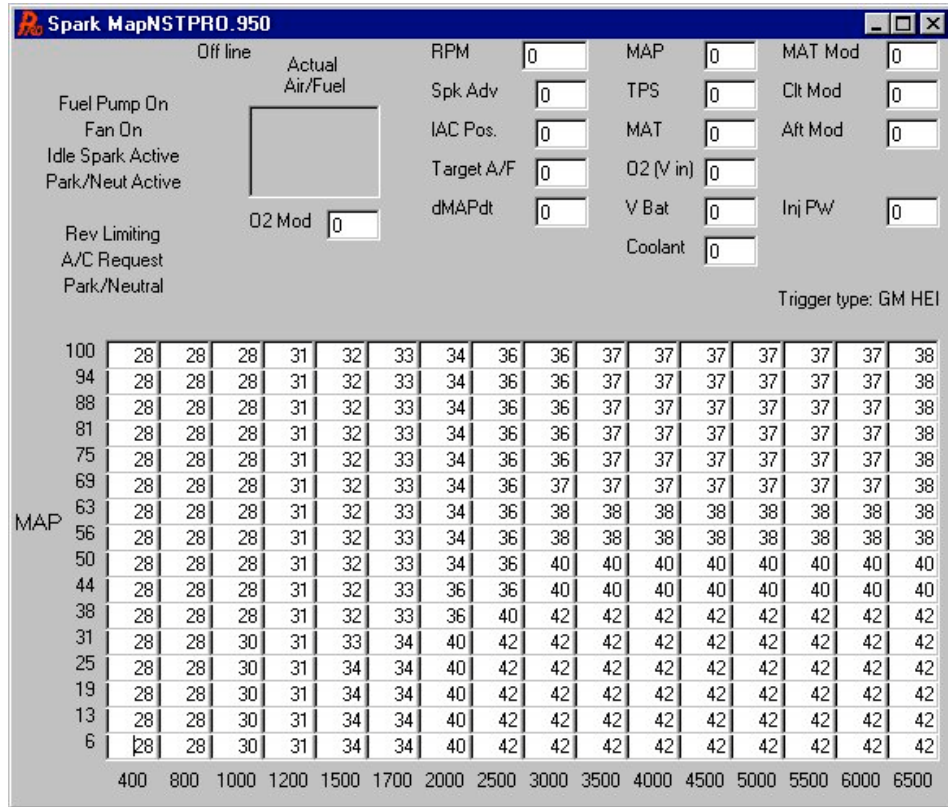 Pro Spark MapNSTPRO.950
Off line Actual Air/Fuel
Fuel Pump On
Fan On
Idle Spark Active
Park/Neut Active
O2 Mod 0
Rev Limiting
A/C Request
Park/Neutral
RPM 0 MAP 0 MAT Mod 0
Spk Adv 0 TPS 0 Clt Mod 0
IAC Pos. 0 MAT 0 Aft Mod 0
Target A/F 0 O2 (V in) 0
dMAPdt 0 V Bat 0 Inj PW 0
Coolant 0
Trigger type: GM HEI
100 28 28 28 31 32 33 34 36 36 37 37 37 37 37 37 38
94 28 28 28 31 32 33 34 36 36 37 37 37 37 37 37 38
88 28 28 28 31 32 33 34 36 36 37 37 37 37 37 37 38
81 28 28 28 31 32 33 34 36 36 37 37 37 37 37 37 38
75 28 28 28 31 32 33 34 36 36 37 37 37 37 37 37 38
69 28 28 28 31 32 33 34 36 37 37 37 37 37 37 37 38
63 28 28 28 31 32 33 34 36 38 38 38 38 38 38 38 38
MAP
56 28 28 28 31 32 33 34 36 38 38 38 38 38 38 38 38
50 28 28 28 31 32 33 34 36 40 40 40 40 40 40 40 40
44 28 28 28 31 32 33 36 36 40 40 40 40 40 40 40 40
38 28 28 28 31 32 33 36 40 42 42 42 42 42 42 42 42
31 28 28 30 31 33 34 40 42 42 42 42 42 42 42 42 42
25 28 28 30 31 34 34 40 42 42 42 42 42 42 42 42 42
19 28 28 30 31 34 34 40 42 42 42 42 42 42 42 42 42
13 28 28 30 31 34 34 40 42 42 42 42 42 42 42 42 42
6 28 28 30 31 34 34 40 42 42 42 42 42 42 42 42 42
400 800 1000 1200 1500 1700 2000 2500 3000 3500 4000 4500 5000 5500 6000 6500